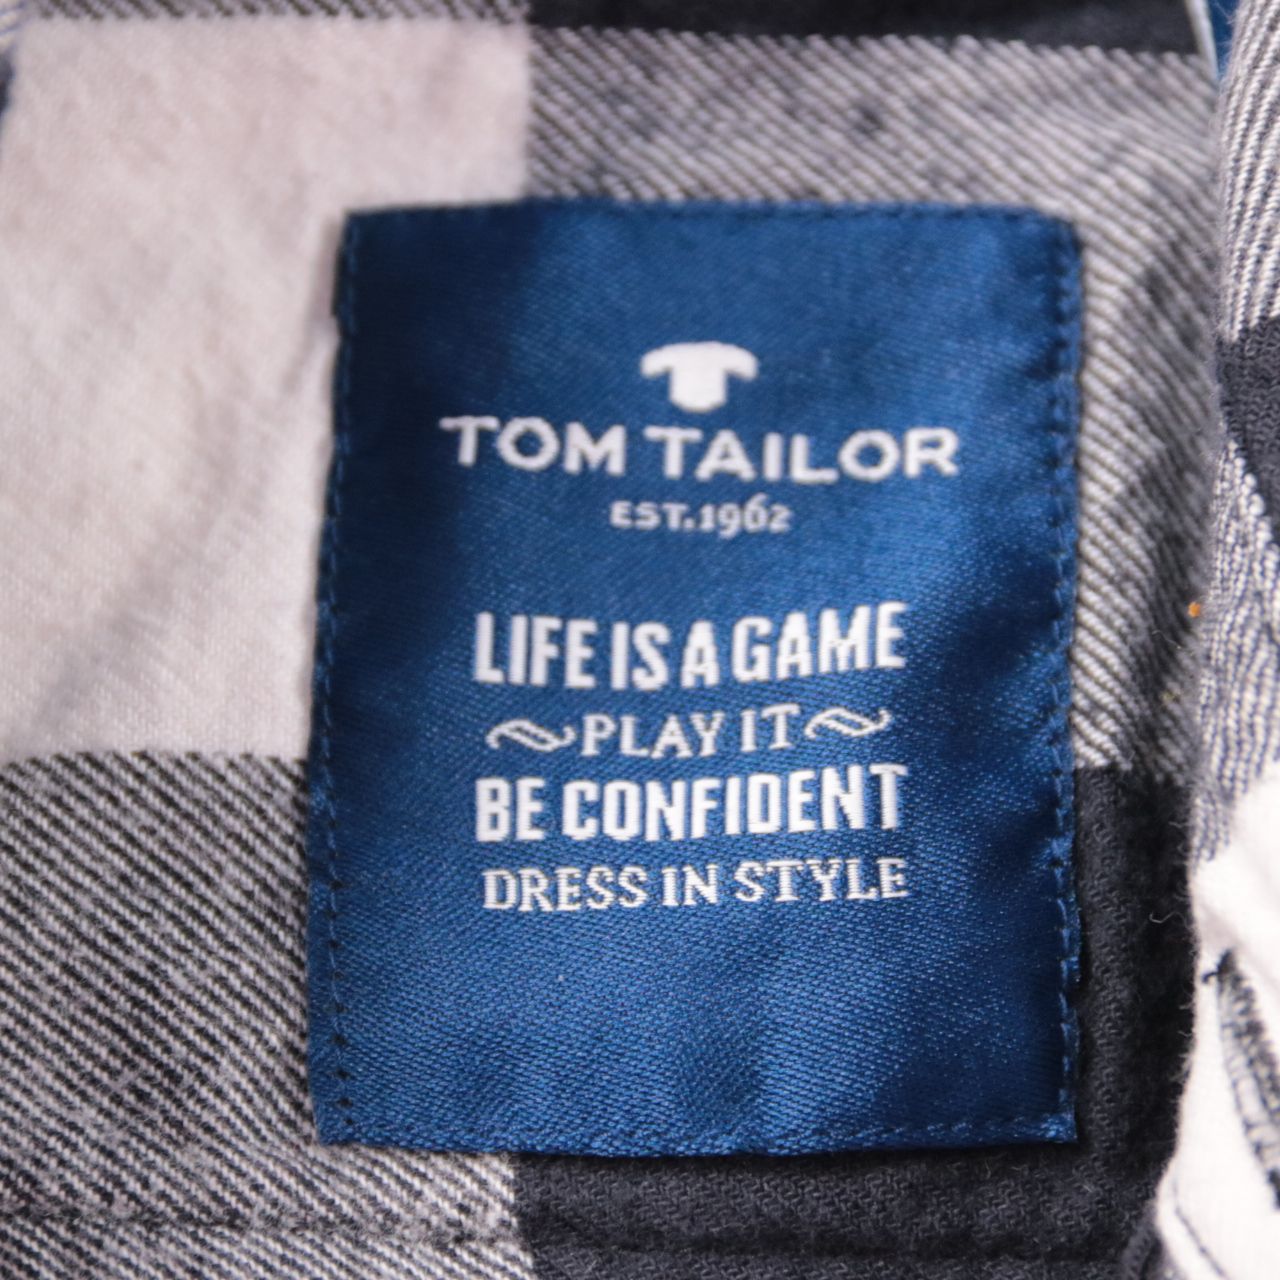 TOM TAILOR
EST.1962
LIFE IS A GAME
PLAY IT
BE CONFIDENT
DRESS IN STYLE